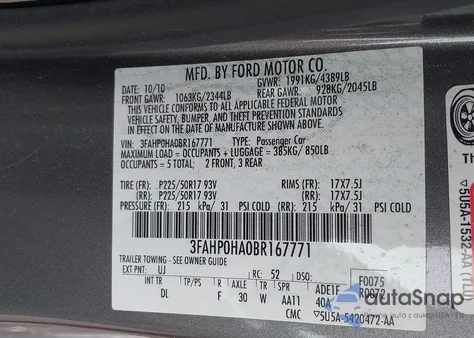 MFD. BY FORD MOTOR CO.
10/10 GVWR: 1991KG/4389LB
FRONT GAWR: 1063KG/2344LB REAR GAWR: 928KG/2045LB
THIS VEHICLE CONFORMS TO ALL APPLICABLE FEDERAL MOTOR
VEHICLE SAFETY, BUMPER, AND THEFT PREVENTION STANDARDS
IN EFFECT ON THE DATE OF MANUFACTURE SHOWN ABOVE.
VIN: 3FAHP0HA0BR167771 TYPE: Passenger Car
MAXIMUM LOAD = OCCUPANTS + LUGGAGE = 385KG/850LB
OCCUPANTS = 5 TOTAL; 2 FRONT, 3 REAR
TIRE (FR): P225/50R17 93V RIMS (FR): 17X7.5J
(RR): P225/50R17 93V (RR): 17X7.5J
PRESSURE (FR): 215 kPa/ 31 PSI COLD (RR): 215 kPa/ 31 PSI COLD
3FAHP0HA0BR167771
TRAILER TOWING - SEE OWNER GUIDE
EXT PNT: UJ RC: 52 F0075
INT TR TP/PS R AXLE TR ADE1F R0072
DL F 30 W AA11 40A
CMC 5U5A-5420472-AA
autoSnap
5U5A-1532-AA